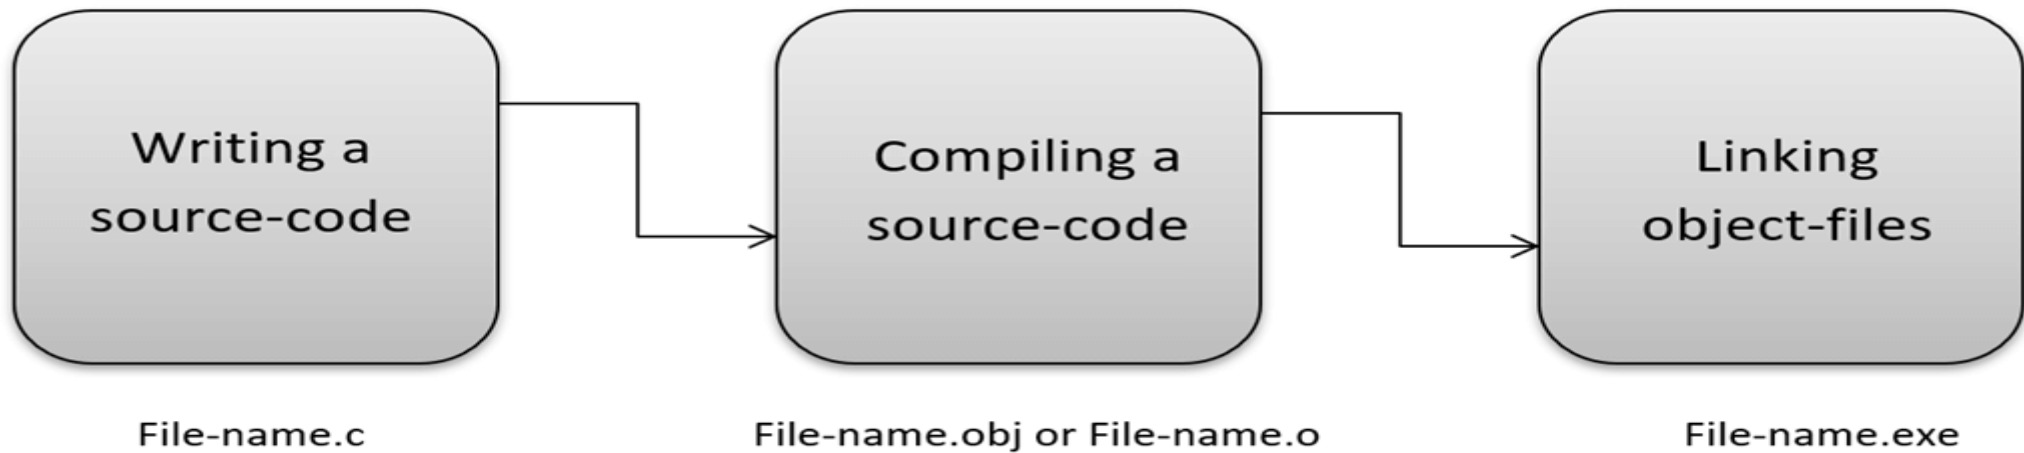 Writing a
source-code
Compiling a
source-code
Linking
object-files
File-name.c
File-name.obj or File-name.o
File-name.exe